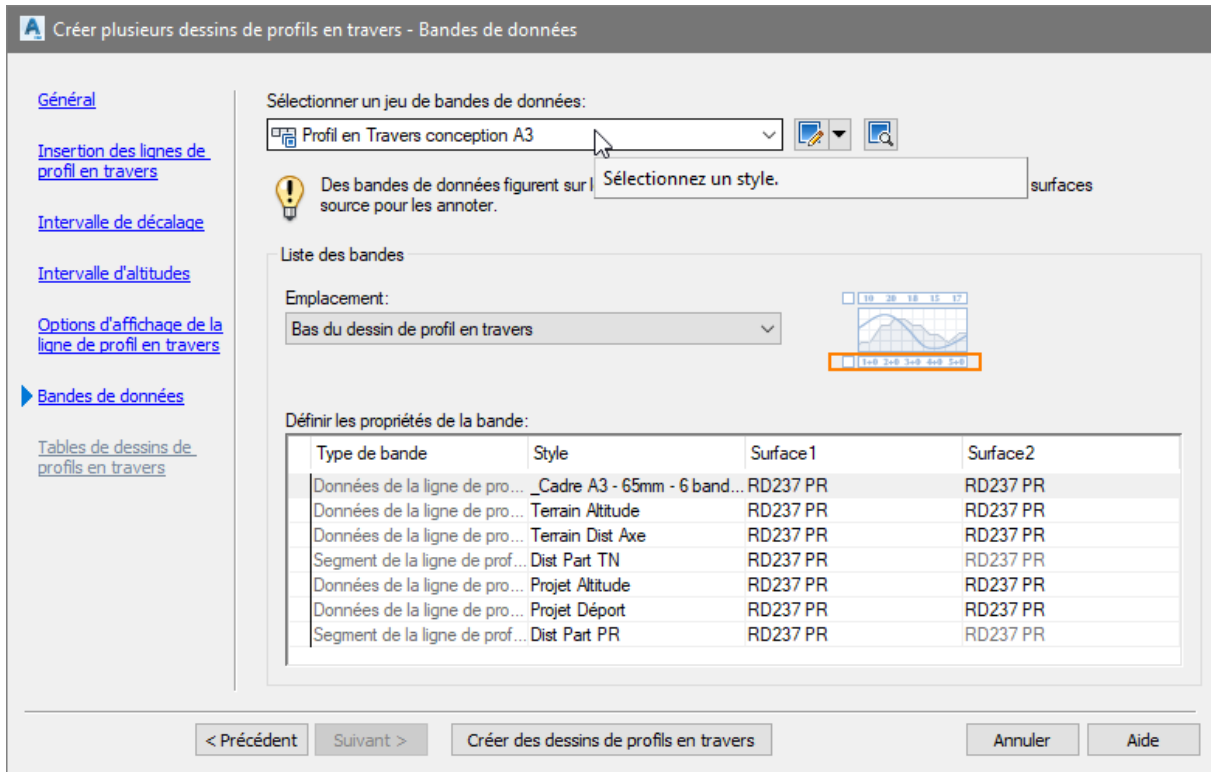 Créer plusieurs dessins de profils en travers - Bandes de données
Général
Insertion des lignes de
profil en travers
Intervalle de décalage
Intervalle d'altitudes
Options d'affichage de la
ligne de profil en travers
Bandes de données
Tables de dessins de
profils en travers
Sélectionner un jeu de bandes de données:
Profil en Travers conception A3
Sélectionnez un style.
Des bandes de données figurent sur l surfaces
source pour les annoter.
Liste des bandes
Emplacement:
Bas du dessin de profil en travers
10 20 18 15 17
1+0 2+0 3+0 4+0 5+0
Définir les propriétés de la bande:
Type de bande Style Surface1 Surface2
Données de la ligne de pro... _Cadre A3 - 65mm - 6 band... RD237 PR RD237 PR
Données de la ligne de pro... Terrain Altitude RD237 PR RD237 PR
Données de la ligne de pro... Terrain Dist Axe RD237 PR RD237 PR
Segment de la ligne de prof... Dist Part TN RD237 PR RD237 PR
Données de la ligne de pro... Projet Altitude RD237 PR RD237 PR
Données de la ligne de pro... Projet Déport RD237 PR RD237 PR
Segment de la ligne de prof... Dist Part PR RD237 PR RD237 PR
< Précédent Suivant > Créer des dessins de profils en travers Annuler Aide